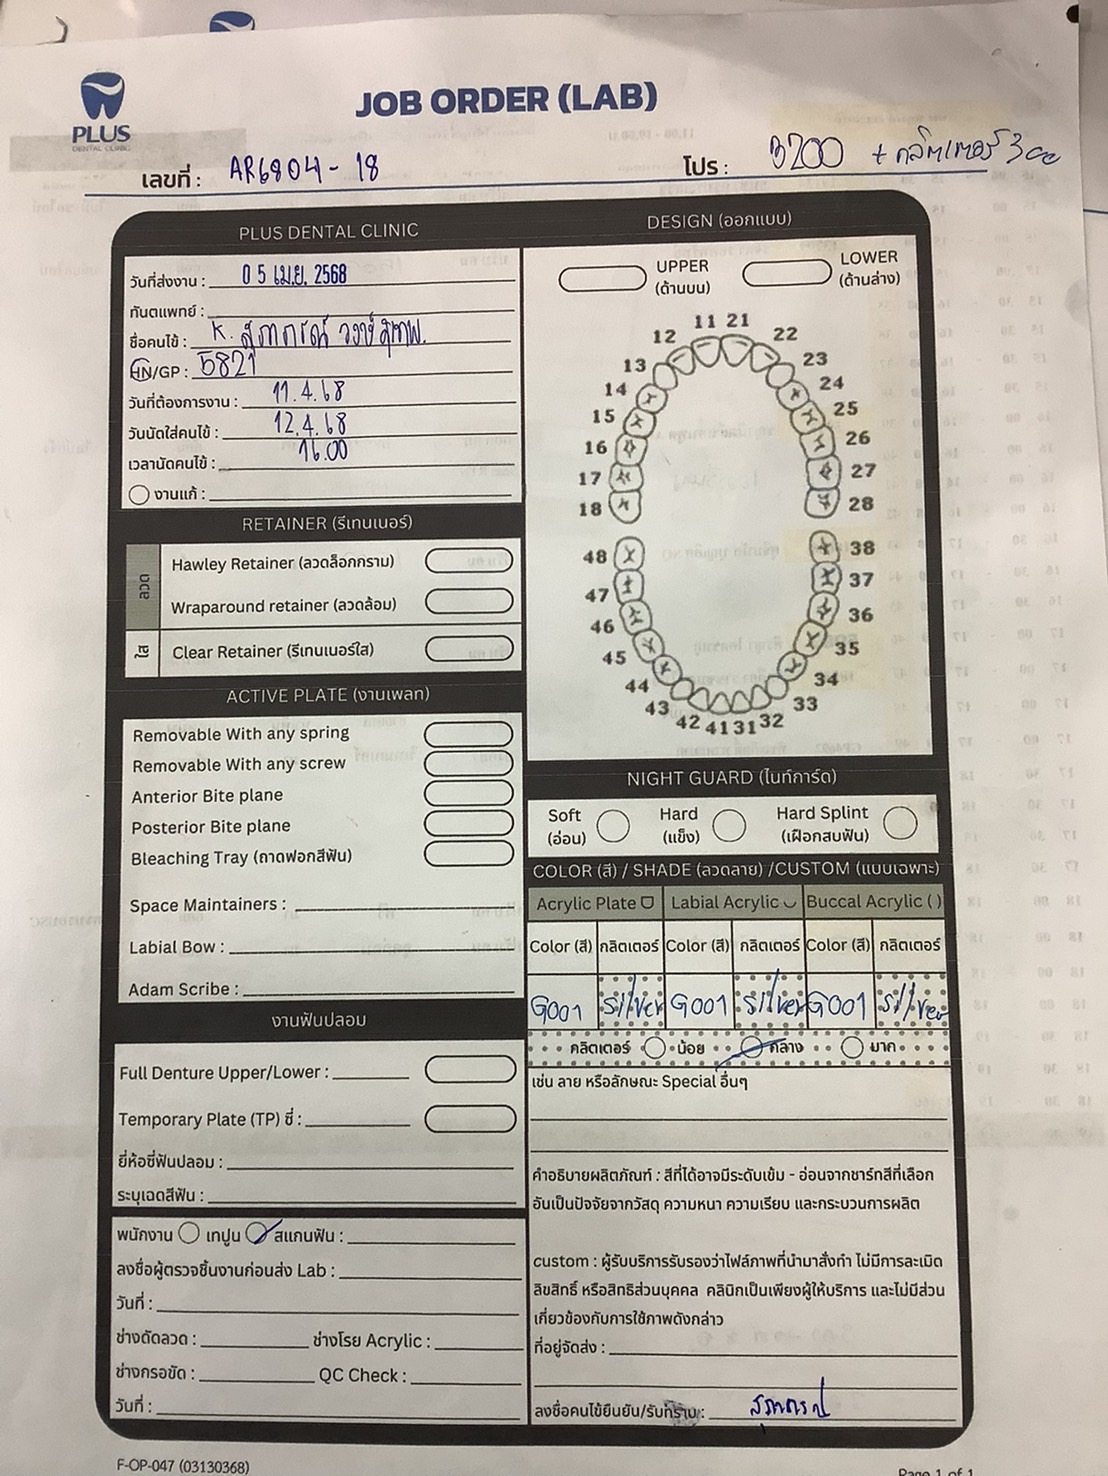 PLUS
DENTAL CLINIC
JOB ORDER (LAB)
เลขที่ : AR6804-18
โปร : 3200 + กลิตเตอร์ 300
PLUS DENTAL CLINIC
วันที่ส่งงาน : 05 เม.ย. 2568
ทันตแพทย์ :
ชื่อคนไข้ : K.
HN/GP : 5821
วันที่ต้องการงาน : 11.4.68
วันนัดใส่คนไข้ : 12.4.68
เวลานัดคนไข้ : 16.00
งานแก้ :
RETAINER (รีเทนเนอร์)
ลวด
Hawley Retainer (ลวดล็อกกราม)
Wraparound retainer (ลวดล้อม)
ใส
Clear Retainer (รีเทนเนอร์ใส)
ACTIVE PLATE (งานเพลท)
Removable With any spring
Removable With any screw
Anterior Bite plane
Posterior Bite plane
Bleaching Tray (ถาดฟอกสีฟัน)
Space Maintainers :
Labial Bow :
Adam Scribe :
งานฟันปลอม
Full Denture Upper/Lower :
Temporary Plate (TP) ซี่ :
ยี่ห้อซี่ฟันปลอม :
ระบุเฉดสีฟัน :
พนักงาน เทปูน สแกนฟัน :
ลงชื่อผู้ตรวจชิ้นงานก่อนส่ง Lab :
วันที่ :
ช่างดัดลวด : ช่างโรย Acrylic :
ช่างกรอขัด : QC Check :
วันที่ :
DESIGN (ออกแบบ)
UPPER
(ด้านบน)
LOWER
(ด้านล่าง)
11 21
12 22
13 23
14 24
15 25
16 26
17 27
18 28
48 38
47 37
46 36
45 35
44 34
43 33
42 41 31 32
NIGHT GUARD (ไนท์การ์ด)
Soft
(อ่อน)
Hard
(แข็ง)
Hard Splint
(เฝือกสบฟัน)
COLOR (สี) / SHADE (ลวดลาย) /CUSTOM (แบบเฉพาะ)
Acrylic Plate Labial Acrylic Buccal Acrylic ( )
Color (สี) กลิตเตอร์ Color (สี) กลิตเตอร์ Color (สี) กลิตเตอร์
G001 Silver G001 Silver G001 Silver
กลิตเตอร์ น้อย กลาง มาก
เช่น ลาย หรือลักษณะ Special อื่นๆ
คำอธิบายผลิตภัณฑ์ : สีที่ได้อาจมีระดับเข้ม - อ่อนจากชาร์ทสีที่เลือก
อันเป็นปัจจัยจากวัสดุ ความหนา ความเรียบ และกระบวนการผลิต
custom : ผู้รับบริการรับรองว่าไฟล์ภาพที่นำมาสั่งทำ ไม่มีการละเมิด
ลิขสิทธิ์ หรือสิทธิส่วนบุคคล คลินิกเป็นเพียงผู้ให้บริการ และไม่มีส่วน
เกี่ยวข้องกับการใช้ภาพดังกล่าว
ที่อยู่จัดส่ง :
ลงชื่อคนไข้ยืนยัน/รับทราบ :
F-OP-047 (03130368)
Page 1 of 1